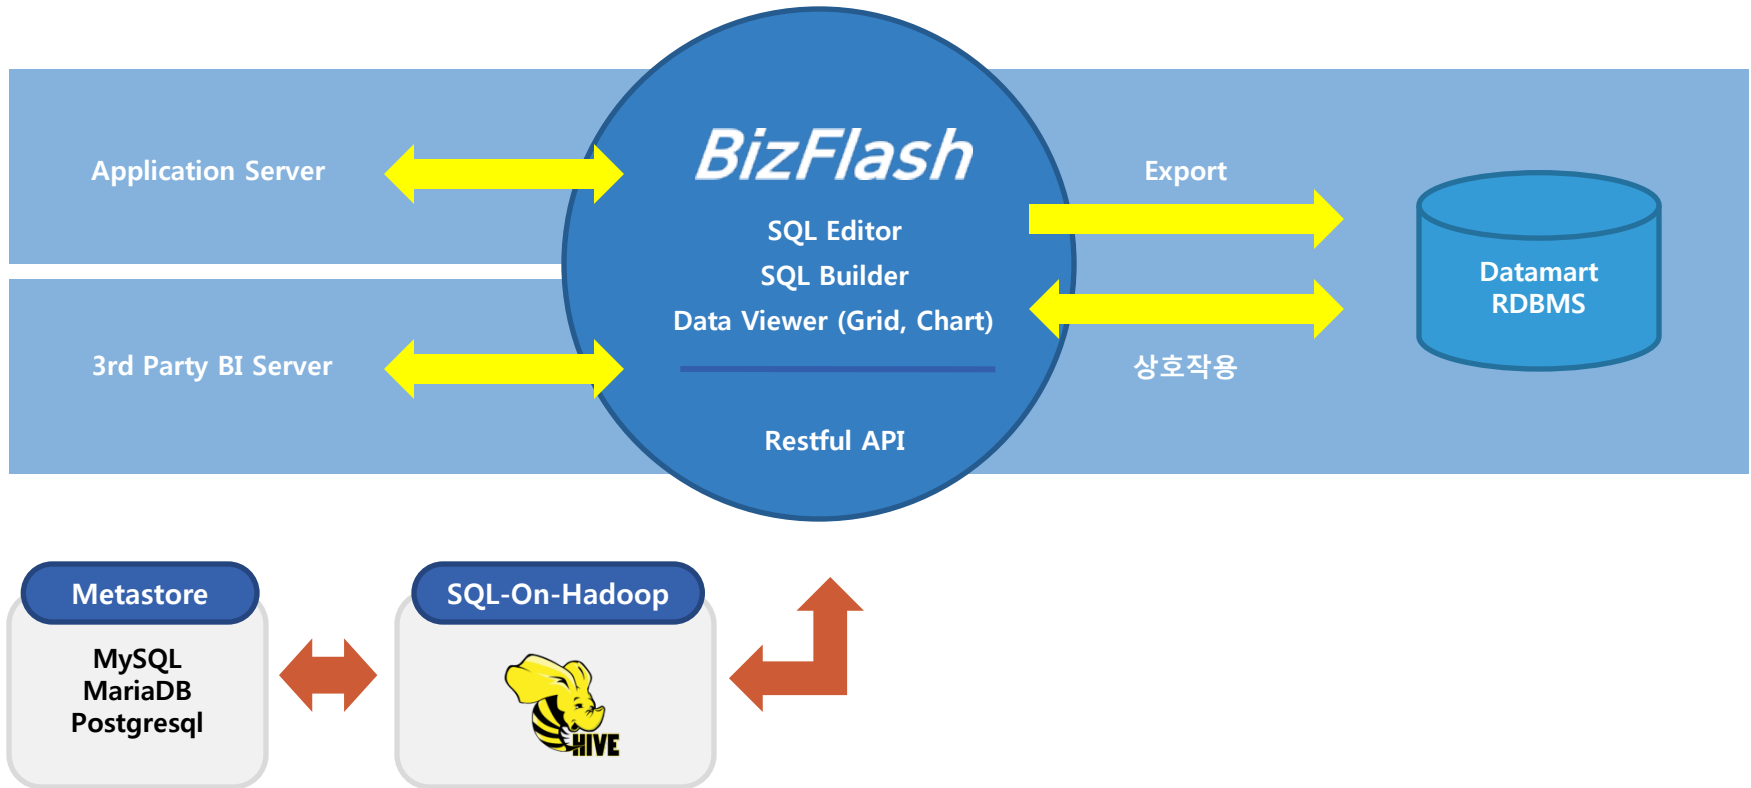 BizFlash
Application Server
Export
SQL Editor
SQL Builder
Data Viewer (Grid, Chart)
Datamart
RDBMS
3rd Party BI Server
상호작용
Restful API
Metastore
MySQL
MariaDB
Postgresql
SQL-On-Hadoop
HIVE